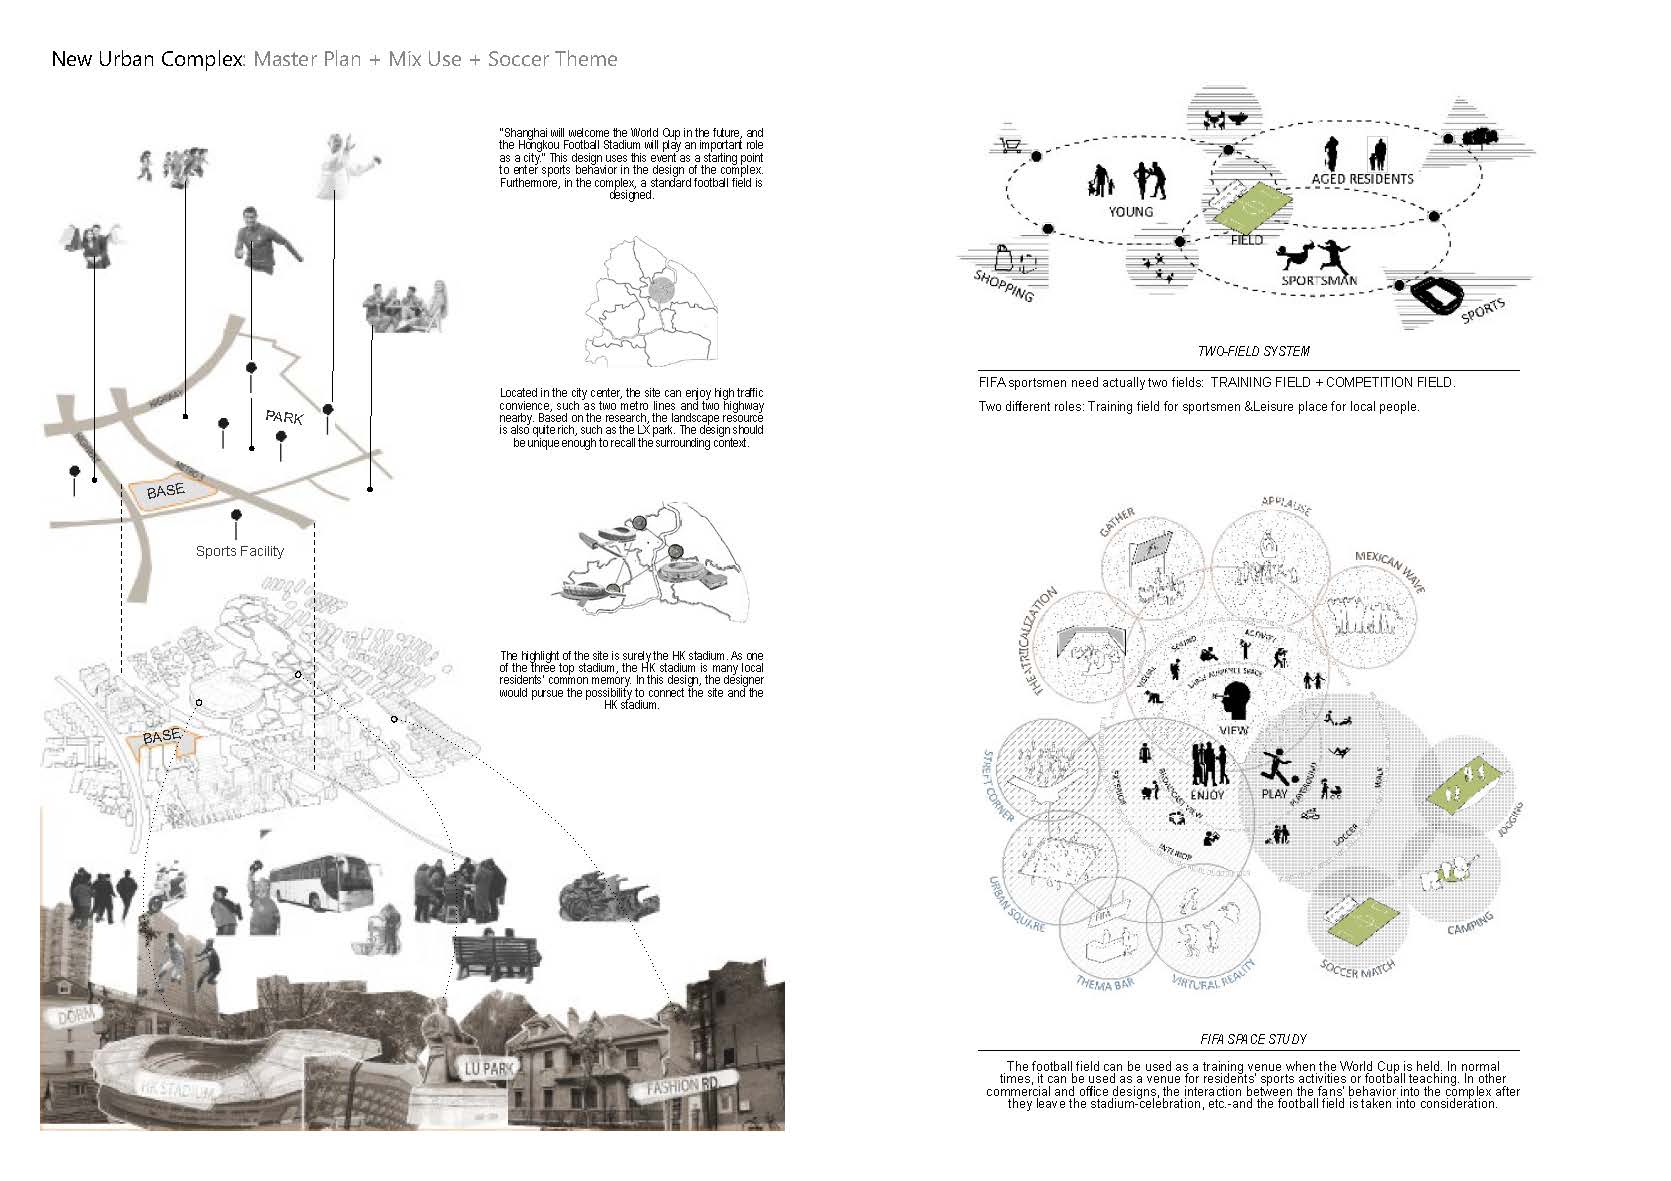 New Urban Complex: Master Plan + Mix Use + Soccer Theme
"Shanghai will welcome the World Cup in the future, and
the Hongkou Football Stadium will play an important role
as a city." This design uses this event as a starting point
to enter sports behavior in the design of the complex.
Furthermore, in the complex, a standard football field is
designed.
Located in the city center, the site can enjoy high traffic
convience, such as two metro lines and two highway
nearby. Based on the research, the landscape resource
is also quite rich, such as the LX park. The design should
be unique enough to recall the surrounding context.
The highlight of the site is surely the HK stadium. As one
of the three top stadium, the HK stadium is many local
residents' common memory. In this design, the designer
would pursue the possibility to connect the site and the
HK stadium.
HIGHWAY
PARK
HIGHWAY
METRO 3
BASE
Sports Facility
BASE
DORM
HK STADIUM
LU PARK
FASHION RD
YOUNG
AGED RESIDENTS
FIELD
SHOPPING
SPORTSMAN
SPORTS
TWO-FIELD SYSTEM
FIFA sportsmen need actually two fields: TRAINING FIELD + COMPETITION FIELD.
Two different roles: Training field for sportsmen &Leisure place for local people.
APPLAUSE
GATHER
MEXICAN WAVE
THEATRICALIZATION
ACTIVITY
SOUND
VISUAL
LARGE AUDIENCE SPACE
VIEW
STREET CORNER
EXTERIOR
BROADCAST VIEW
ENJOY
PLAY
PLAYGROUND
WALK
SOCCER
INTERIOR
JOGGING
URBAN SQUARE
CAMPING
THEMA BAR
FIFA
VIRTURAL REALITY
SOCCER MATCH
FIFA SPACE STUDY
The football field can be used as a training venue when the World Cup is held. In normal
times, it can be used as a venue for residents' sports activities or football teaching. In other
commercial and office designs, the interaction between the fans' behavior into the complex after
they leave the stadium-celebration, etc.-and the football field is taken into consideration.